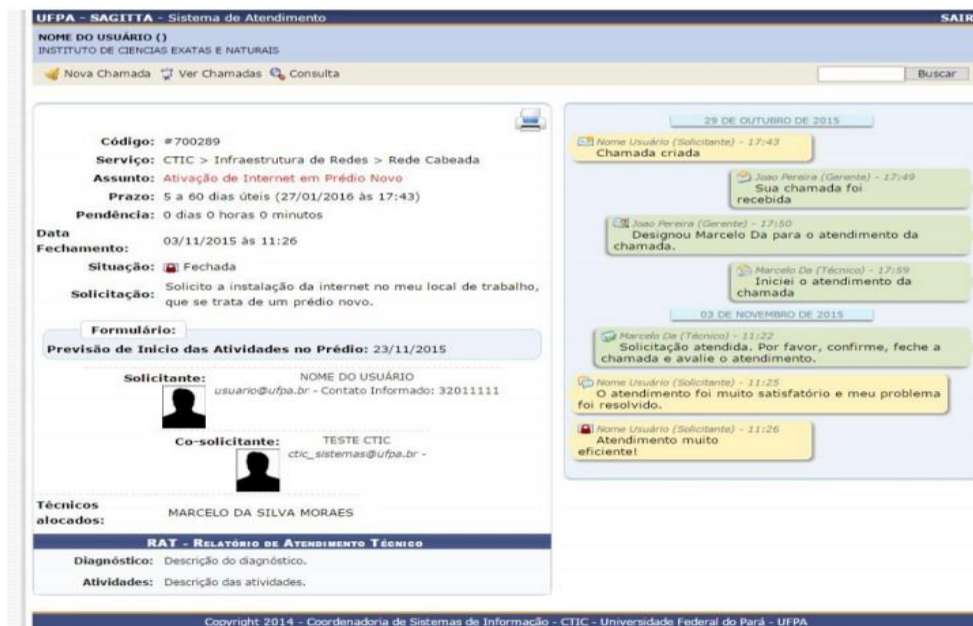 UFPA - SAGITTA - Sistema de Atendimento
SAIR
NOME DO USUÁRIO ()
INSTITUTO DE CIENCIAS EXATAS E NATURAIS
Nova Chamada Ver Chamadas Consulta
Buscar
Código: #700289
Serviço: CTIC > Infraestrutura de Redes > Rede Cabeada
Assunto: Ativação de Internet em Prédio Novo
Prazo: 5 a 60 dias úteis (27/01/2016 às 17:43)
Pendência: 0 dias 0 horas 0 minutos
Data
Fechamento: 03/11/2015 às 11:26
Situação: Fechada
Solicitação: Solicito a instalação da internet no meu local de trabalho,
que se trata de um prédio novo.
Formulário:
Previsão de Inicio das Atividades no Prédio: 23/11/2015
Solicitante: NOME DO USUÁRIO
usuario@ufpa.br - Contato Informado: 32011111
Co-solicitante: TESTE CTIC
ctic_sistemas@ufpa.br -
Técnicos
alocados: MARCELO DA SILVA MORAES
RAT - RELATÓRIO DE ATENDIMENTO TÉCNICO
Diagnóstico: Descrição do diagnóstico.
Atividades: Descrição das atividades.
29 DE OUTUBRO DE 2015
Nome Usuário (Solicitante) - 17:43
Chamada criada
Joao Pereira (Gerente) - 17:49
Sua chamada foi
recebida
Joao Pereira (Gerente) - 17:50
Designou Marcelo Da para o atendimento da
chamada.
Marcelo Da (Técnico) - 17:59
Iniciei o atendimento da
chamada
03 DE NOVEMBRO DE 2015
Marcelo Da (Técnico) - 11:22
Solicitação atendida. Por favor, confirme, feche a
chamada e avalie o atendimento.
Nome Usuário (Solicitante) - 11:25
O atendimento foi muito satisfatório e meu problema
foi resolvido.
Nome Usuário (Solicitante) - 11:26
Atendimento muito
eficiente!
Copyright 2014 - Coordenadoria de Sistemas de Informação - CTIC - Universidade Federal do Pará - UFPA